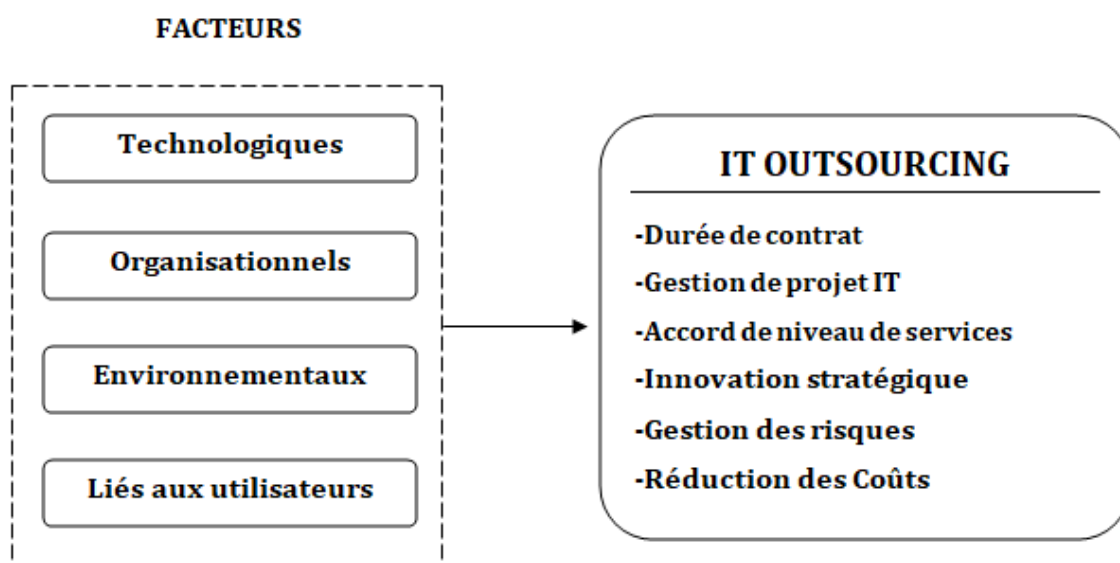 FACTEURS
Technologiques
Organisationnels
Environnementaux
Liés aux utilisateurs
IT OUTSOURCING
-Durée de contrat
-Gestion de projet IT
-Accord de niveau de services
-Innovation stratégique
-Gestion des risques
-Réduction des Coûts